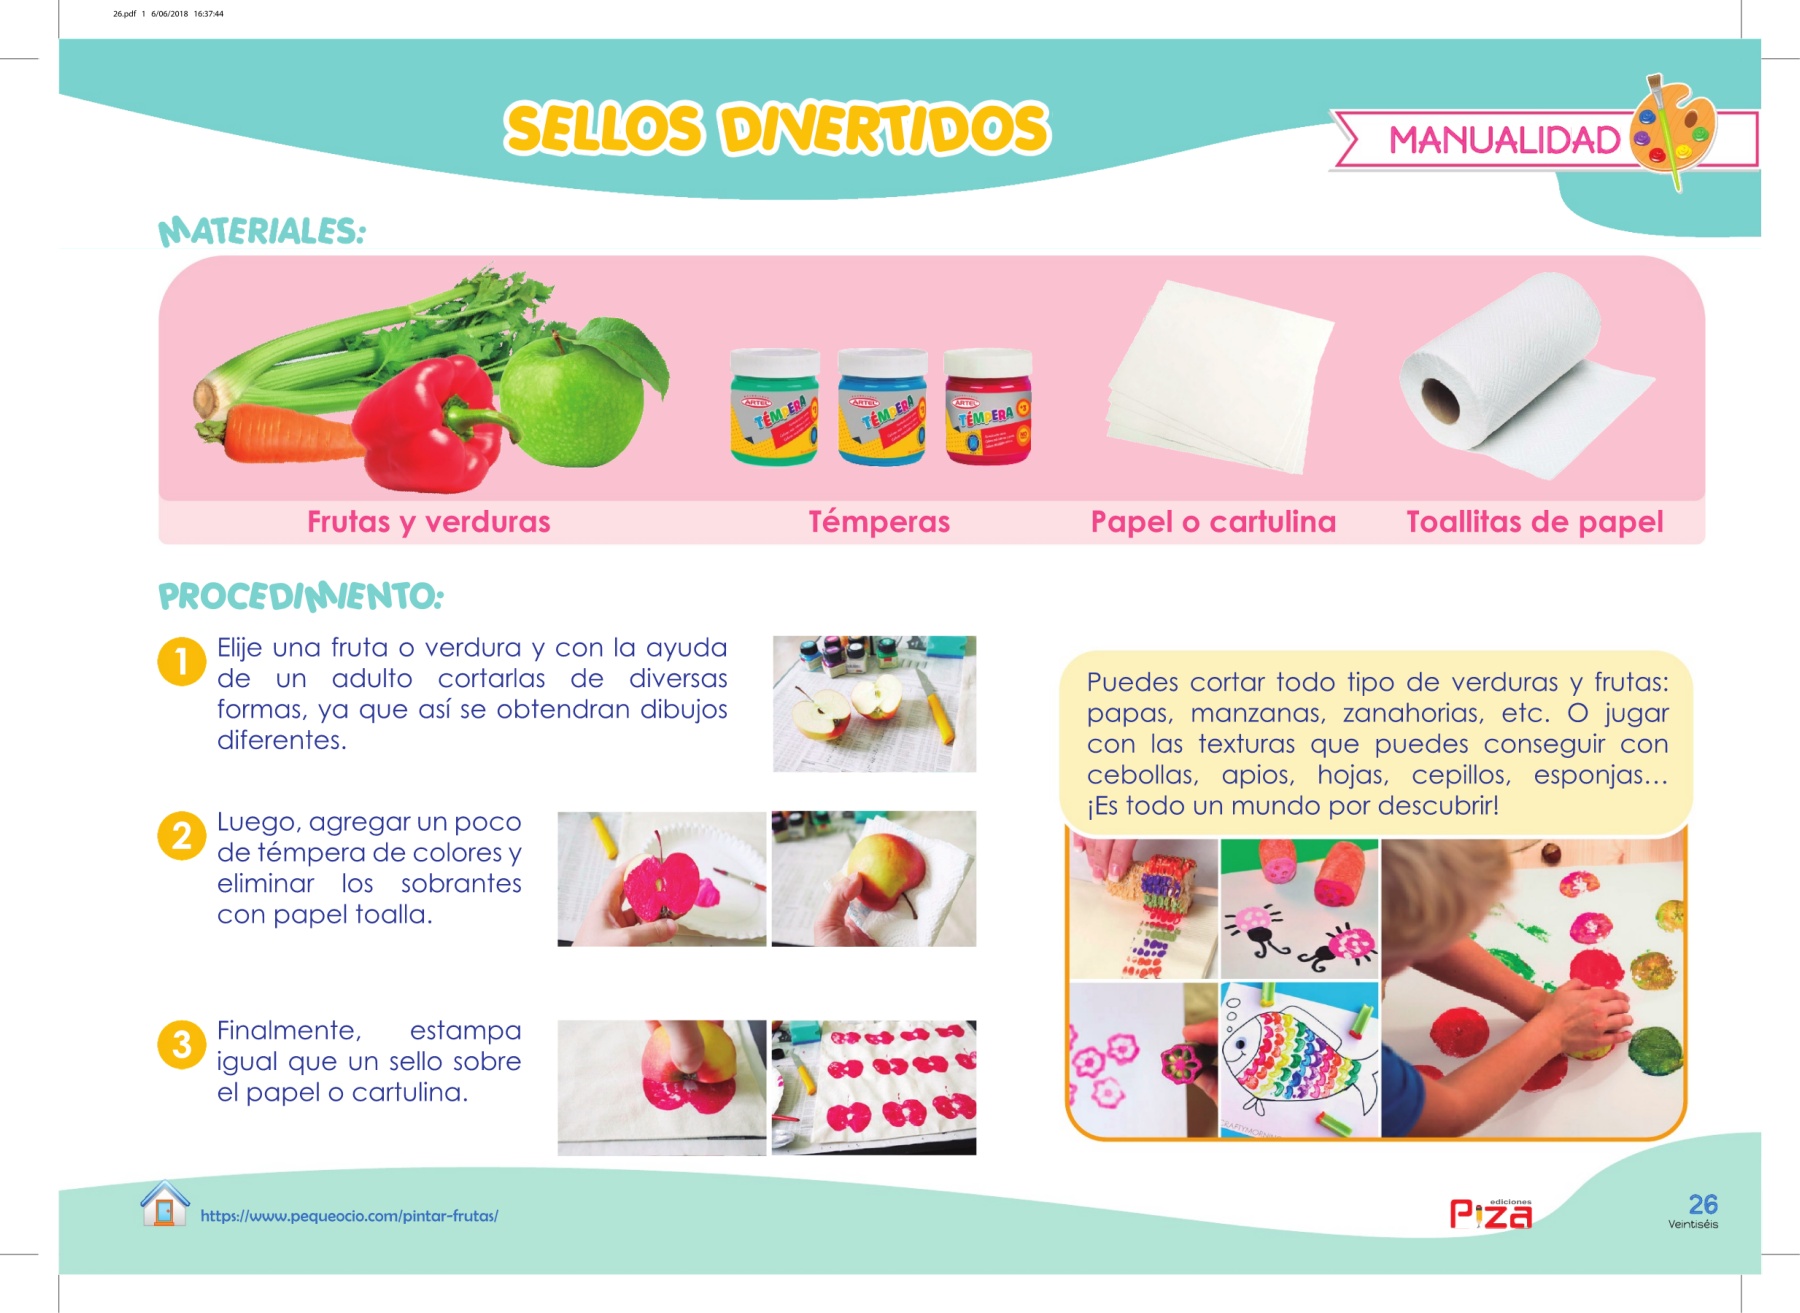 26.pdf 1 6/06/2018 16:37:44
SELLOS DIVERTIDOS
MANUALIDAD
MATERIALES:
ARTEL
TÉMPERA
ARTEL
TÉMPERA
ARTEL
TÉMPERA
Frutas y verduras
Témperas
Papel o cartulina
Toallitas de papel
PROCEDIMIENTO:
1
Elije una fruta o verdura y con la ayuda
de un adulto cortarlas de diversas
formas, ya que así se obtendran dibujos
diferentes.
2
Luego, agregar un poco
de témpera de colores y
eliminar los sobrantes
con papel toalla.
3
Finalmente, estampa
igual que un sello sobre
el papel o cartulina.
Puedes cortar todo tipo de verduras y frutas:
papas, manzanas, zanahorias, etc. O jugar
con las texturas que puedes conseguir con
cebollas, apios, hojas, cepillos, esponjas...
¡Es todo un mundo por descubrir!
https://www.pequeocio.com/pintar-frutas/
ediciones
Piza
26
Veintiséis